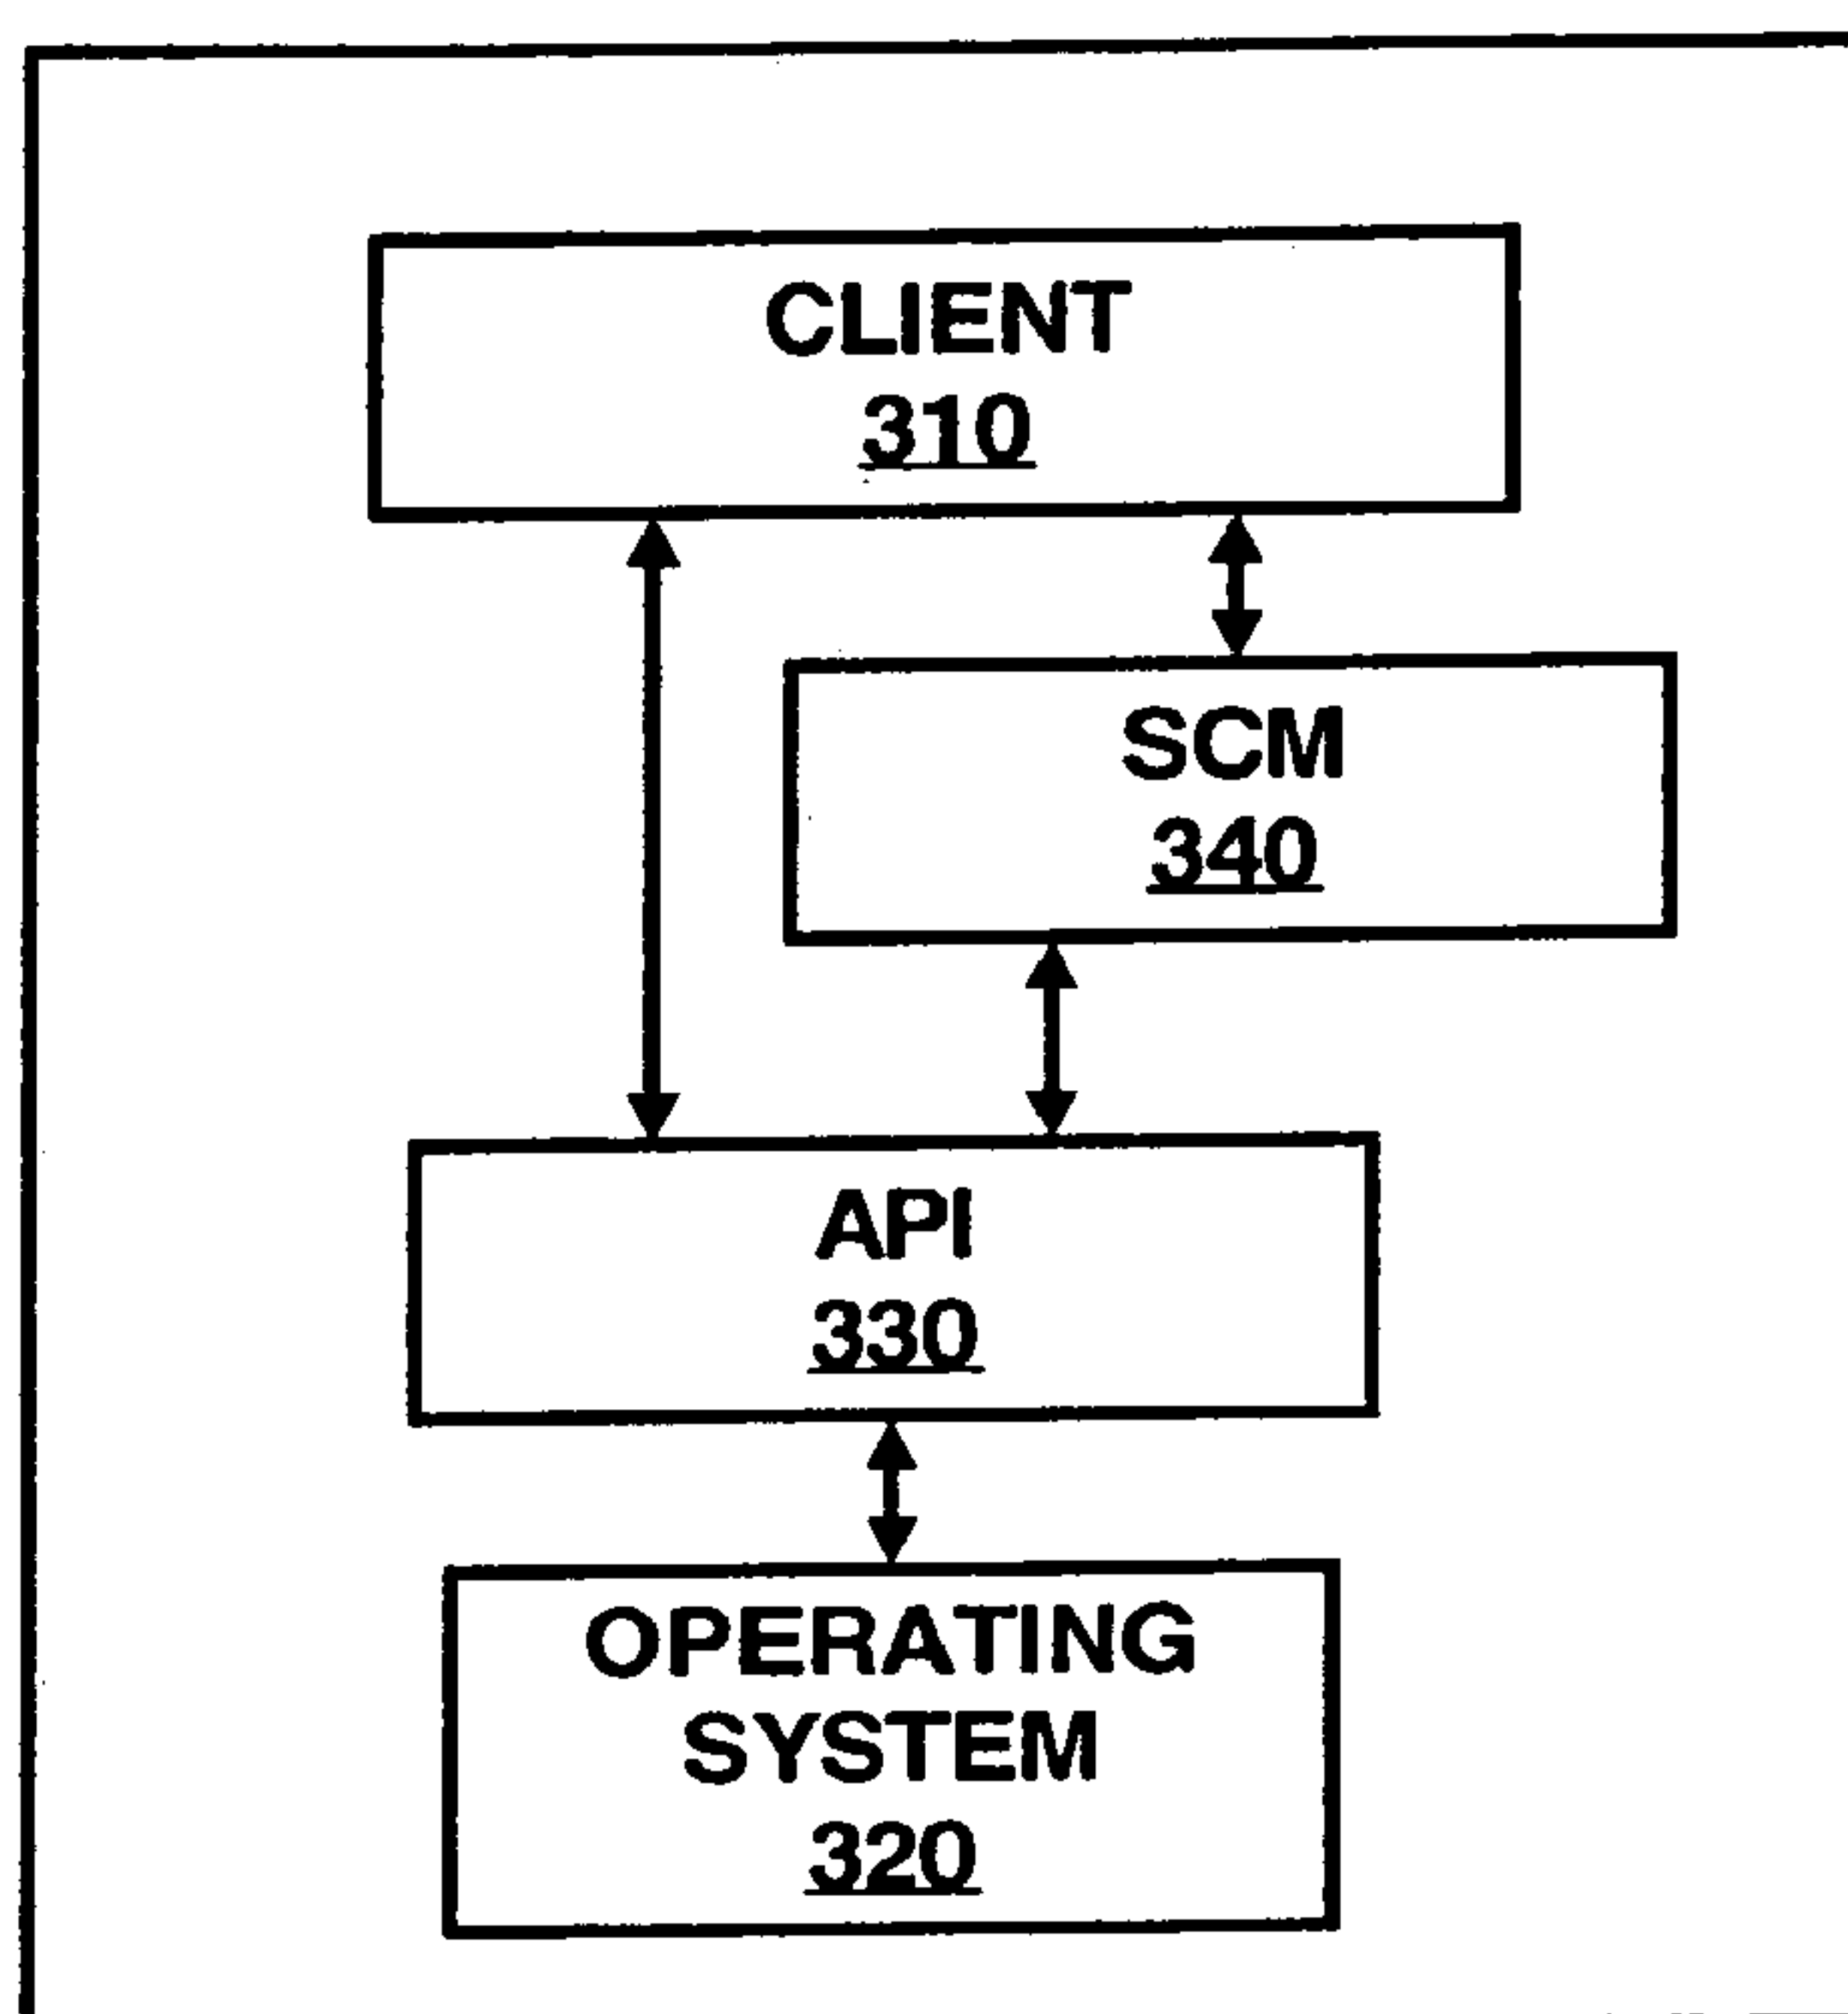 CLIENT
310
SCM
340
API
330
OPERATING
SYSTEM
320